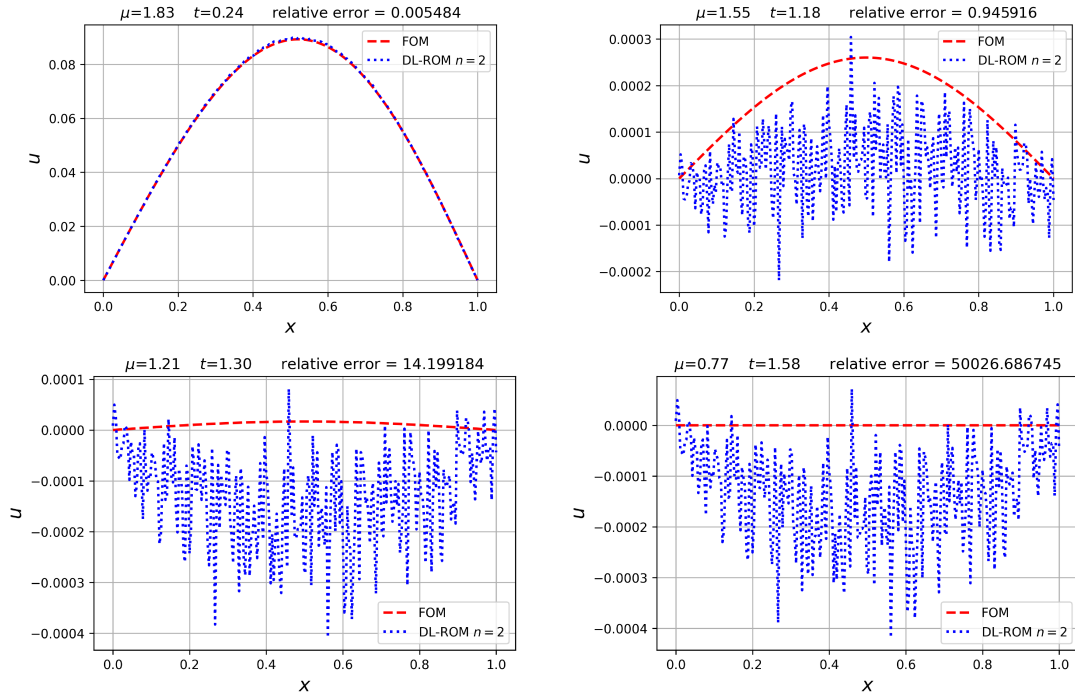 μ=1.83 t=0.24 relative error = 0.005484
FOM
DL-ROM n = 2
0.08
0.06
0.04
0.02
0.00
u
0.0 0.2 0.4 0.6 0.8 1.0
x
μ=1.55 t=1.18 relative error = 0.945916
FOM
DL-ROM n = 2
0.0003
0.0002
0.0001
0.0000
−0.0001
−0.0002
u
0.0 0.2 0.4 0.6 0.8 1.0
x
μ=1.21 t=1.30 relative error = 14.199184
0.0001
0.0000
−0.0001
−0.0002
−0.0003
−0.0004
u
FOM
DL-ROM n = 2
0.0 0.2 0.4 0.6 0.8 1.0
x
μ=0.77 t=1.58 relative error = 50026.686745
0.0000
−0.0001
−0.0002
−0.0003
−0.0004
u
FOM
DL-ROM n = 2
0.0 0.2 0.4 0.6 0.8 1.0
x